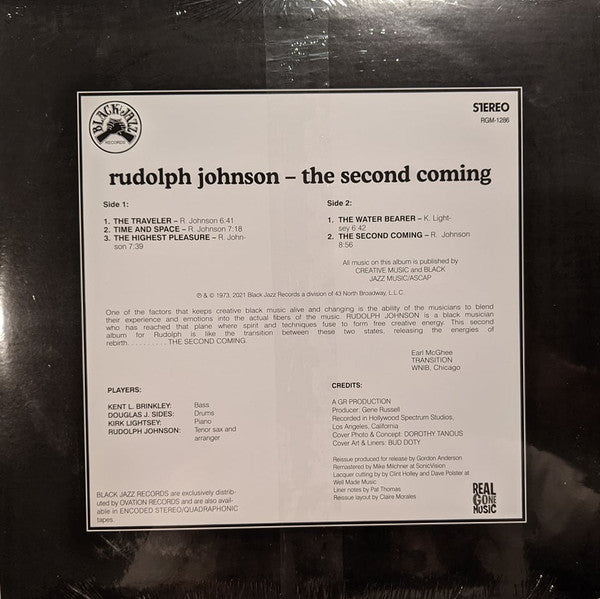 BLACK JAZZ
RECORDS
STEREO
RGM-1286
rudolph johnson – the second coming
Side 1:
1. THE TRAVELER – R. Johnson 6:41
2. TIME AND SPACE – R. Johnson 7:18
3. THE HIGHEST PLEASURE – R. John-
son 7:39
Side 2:
1. THE WATER BEARER – K. Light-
sey 6:42
2. THE SECOND COMING – R. Johnson
8:56
All music on this album is published by
CREATIVE MUSIC and BLACK
JAZZ MUSIC/ASCAP
℗ & © 1973, 2021 Black Jazz Records a division of 43 North Broadway, L.L.C.
One of the factors that keeps creative black music alive and changing is the ability of the musicians to blend
their experience and emotions into the actual fibers of the music. RUDOLPH JOHNSON is a black musician
who has reached that plane where spirit and techniques fuse to form free creative energy. This second
album for Rudolph is like the transition between these two states, releasing the energies of
rebirth. . . . . . . . . THE SECOND COMING.
Earl McGhee
TRANSITION
WNIB, Chicago
PLAYERS:
KENT L. BRINKLEY: Bass
DOUGLAS J. SIDES: Drums
KIRK LIGHTSEY: Piano
RUDOLPH JOHNSON: Tenor sax and
arranger
CREDITS:
A GR PRODUCTION
Producer: Gene Russell
Recorded in Hollywood Spectrum Studios,
Los Angeles, California
Cover Photo & Concept: DOROTHY TANOUS
Cover Art & Liners: BUD DOTY
Reissue produced for release by Gordon Anderson
Remastered by Mike Milchner at SonicVision
Lacquer cutting by by Clint Holley and Dave Polster at
Well Made Music
Liner notes by Pat Thomas
Reissue layout by Claire Morales
BLACK JAZZ RECORDS are exclusively distrib-
uted by OVATION RECORDS and are also avail-
able in ENCODED STEREO/QUADRAPHONIC
tapes.
REAL
GONE
MUSIC